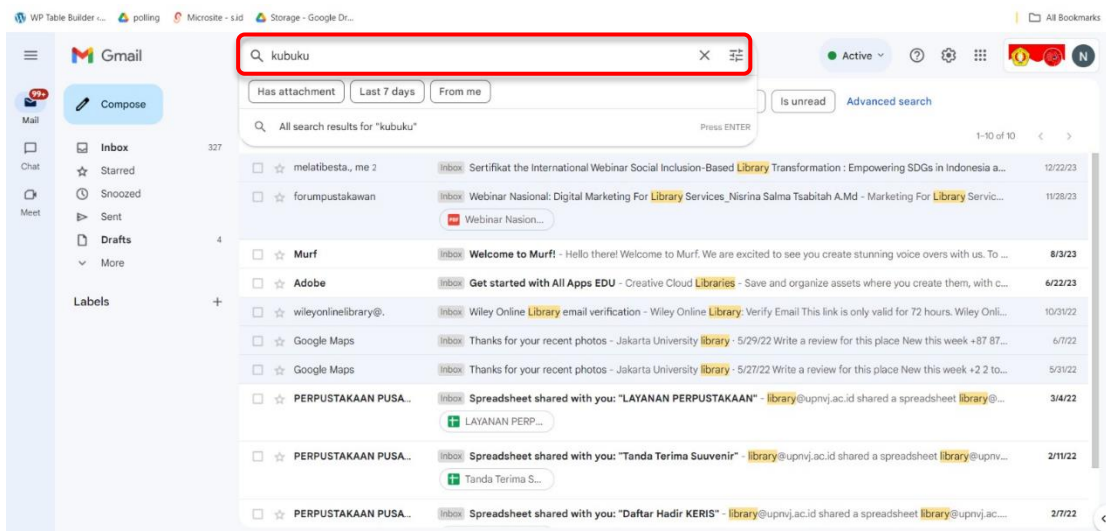 WP Table Builder ‹... polling Microsite - s.id Storage - Google Dr... All Bookmarks
Gmail kubuku Active N
99+ Compose Has attachment Last 7 days From me Is unread Advanced search
Mail
All search results for "kubuku" Press ENTER
1–10 of 10
Inbox 327
Chat
Starred
Snoozed
Meet
Sent
Drafts 4
More
Labels +
melatibesta., me 2 Inbox Sertifikat the International Webinar Social Inclusion-Based Library Transformation : Empowering SDGs in Indonesia a... 12/22/23
forumpustakawan Inbox Webinar Nasional: Digital Marketing For Library Services_Nisrina Salma Tsabitah A.Md - Marketing For Library Servic... 11/28/23
PDF Webinar Nasion...
Murf Inbox Welcome to Murf! - Hello there! Welcome to Murf. We are excited to see you create stunning voice overs with us. To ... 8/3/23
Adobe Inbox Get started with All Apps EDU - Creative Cloud Libraries - Save and organize assets where you create them, with c... 6/22/23
wileyonlinelibrary@. Inbox Wiley Online Library email verification - Wiley Online Library: Verify Email This link is only valid for 72 hours. Wiley Onli... 10/31/22
Google Maps Inbox Thanks for your recent photos - Jakarta University library · 5/29/22 Write a review for this place New this week +87 87... 6/7/22
Google Maps Inbox Thanks for your recent photos - Jakarta University library · 5/27/22 Write a review for this place New this week +2 2 to... 5/31/22
PERPUSTAKAAN PUSA... Inbox Spreadsheet shared with you: "LAYANAN PERPUSTAKAAN" - library@upnvj.ac.id shared a spreadsheet library@... 3/4/22
LAYANAN PERP...
PERPUSTAKAAN PUSA... Inbox Spreadsheet shared with you: "Tanda Terima Suuvenir" - library@upnvj.ac.id shared a spreadsheet library@upnv... 2/11/22
Tanda Terima S...
PERPUSTAKAAN PUSA... Inbox Spreadsheet shared with you: "Daftar Hadir KERIS" - library@upnvj.ac.id shared a spreadsheet library@upnvj.ac.... 2/7/22